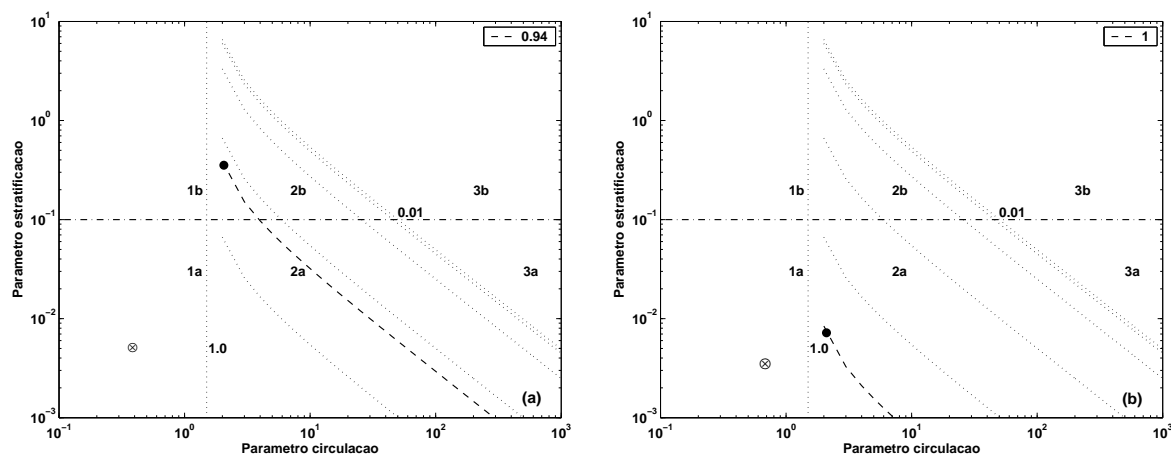 10^1
10^0
10^-1
10^-2
10^-3
Parametro estratificacao
0.94
1b
2b
3b
0.01
1a
2a
3a
1.0
(a)
10^-1
10^0
10^1
10^2
10^3
Parametro circulacao
10^1
10^0
10^-1
10^-2
10^-3
Parametro estratificacao
1
1b
2b
3b
0.01
1a
2a
3a
1.0
(b)
10^-1
10^0
10^1
10^2
10^3
Parametro circulacao